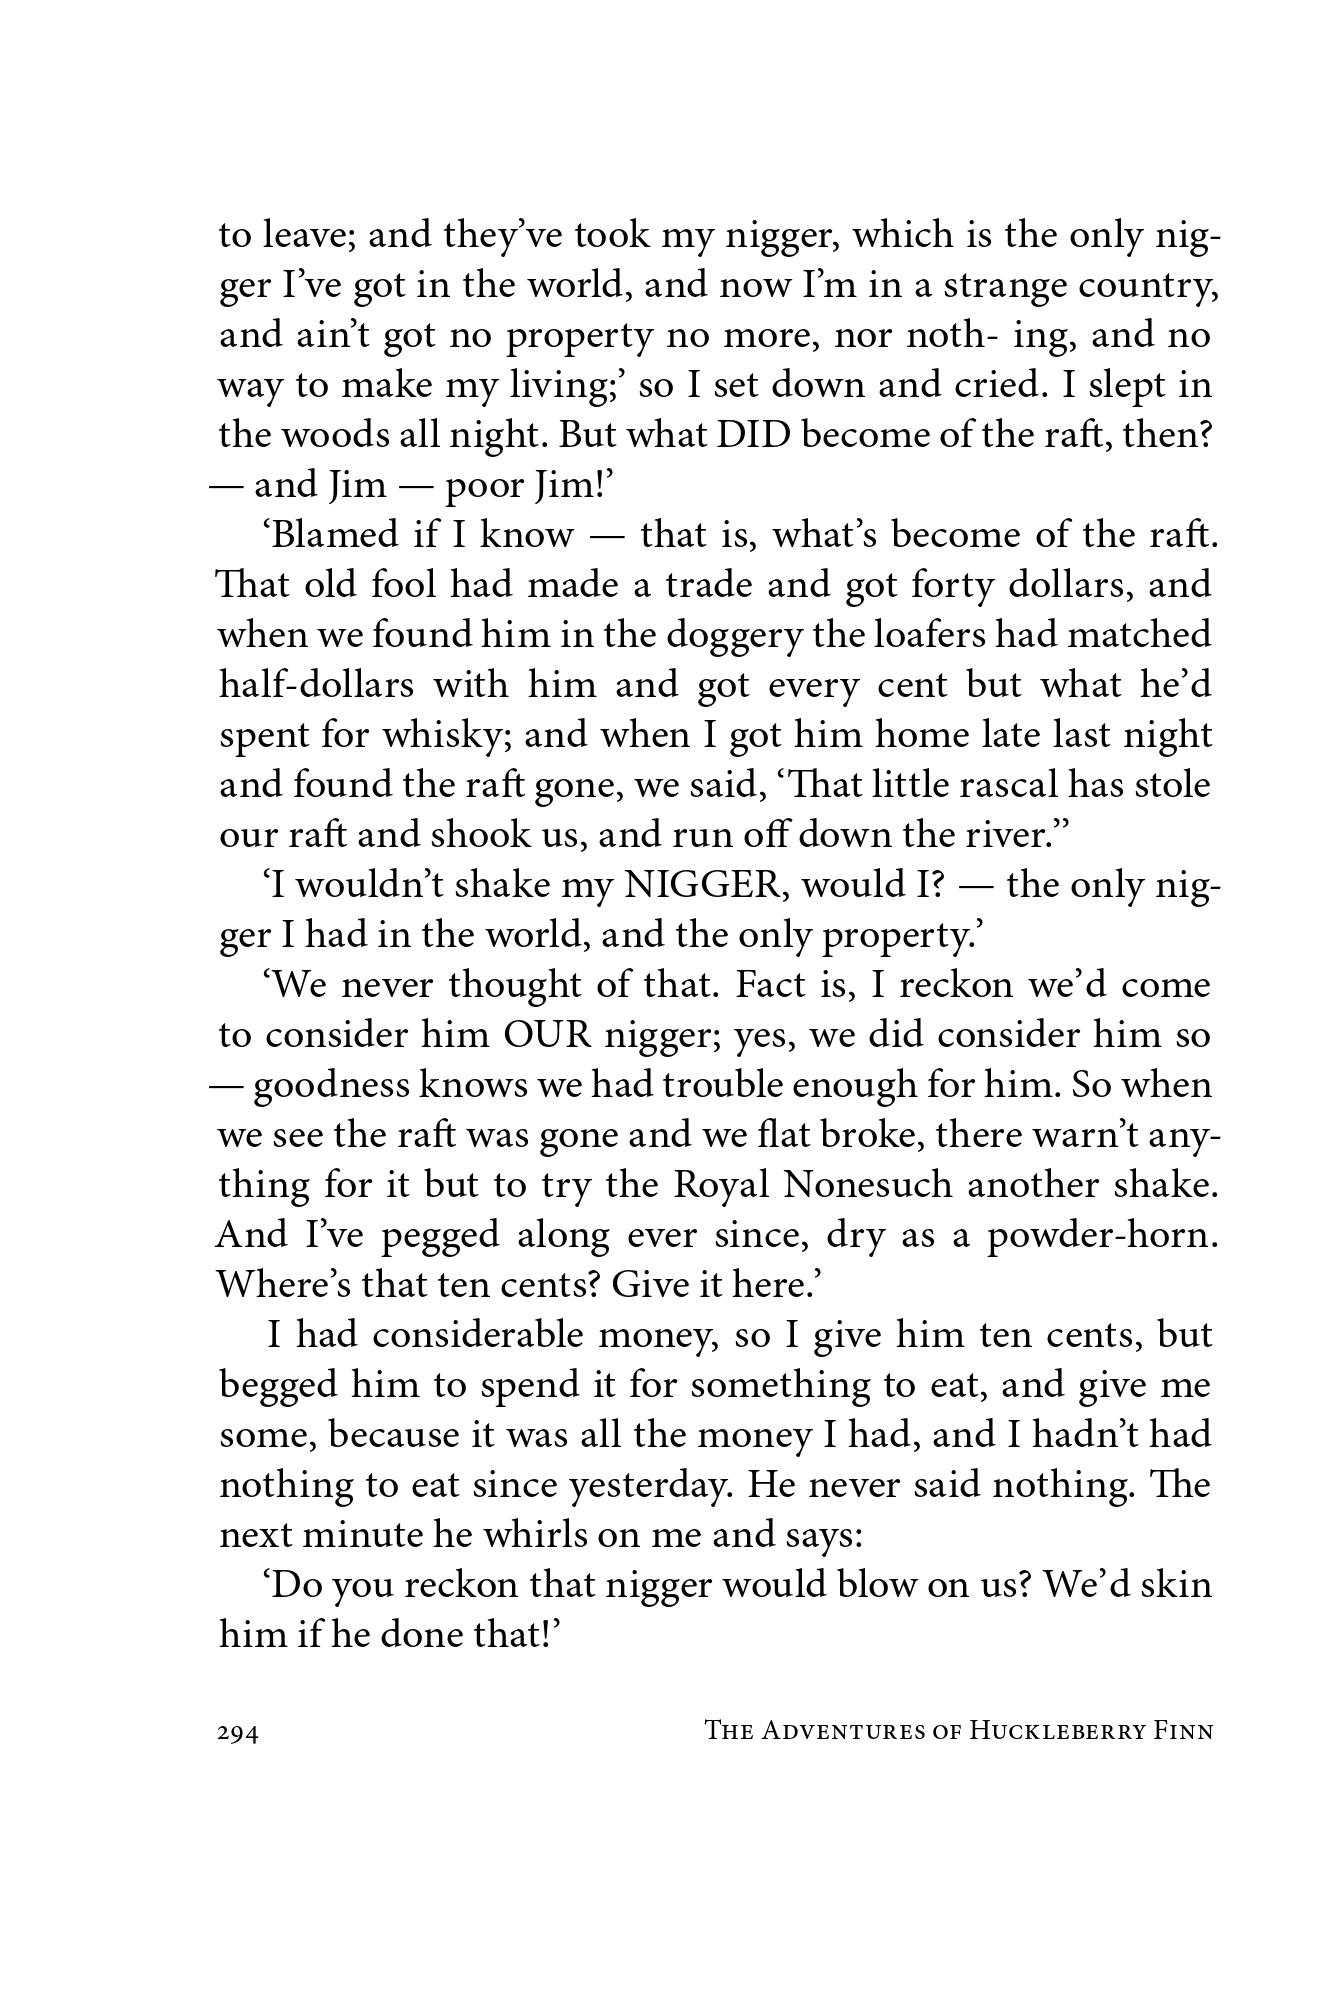 to leave; and they’ve took my nigger, which is the only nig-
ger I’ve got in the world, and now I’m in a strange country,
and ain’t got no property no more, nor noth- ing, and no
way to make my living;’ so I set down and cried. I slept in
the woods all night. But what DID become of the raft, then?
— and Jim — poor Jim!’
‘Blamed if I know — that is, what’s become of the raft.
That old fool had made a trade and got forty dollars, and
when we found him in the doggery the loafers had matched
half-dollars with him and got every cent but what he’d
spent for whisky; and when I got him home late last night
and found the raft gone, we said, ‘That little rascal has stole
our raft and shook us, and run off down the river.’’
‘I wouldn’t shake my NIGGER, would I? — the only nig-
ger I had in the world, and the only property.’
‘We never thought of that. Fact is, I reckon we’d come
to consider him OUR nigger; yes, we did consider him so
— goodness knows we had trouble enough for him. So when
we see the raft was gone and we flat broke, there warn’t any-
thing for it but to try the Royal Nonesuch another shake.
And I’ve pegged along ever since, dry as a powder-horn.
Where’s that ten cents? Give it here.’
I had considerable money, so I give him ten cents, but
begged him to spend it for something to eat, and give me
some, because it was all the money I had, and I hadn’t had
nothing to eat since yesterday. He never said nothing. The
next minute he whirls on me and says:
‘Do you reckon that nigger would blow on us? We’d skin
him if he done that!’
294 The Adventures of Huckleberry Finn